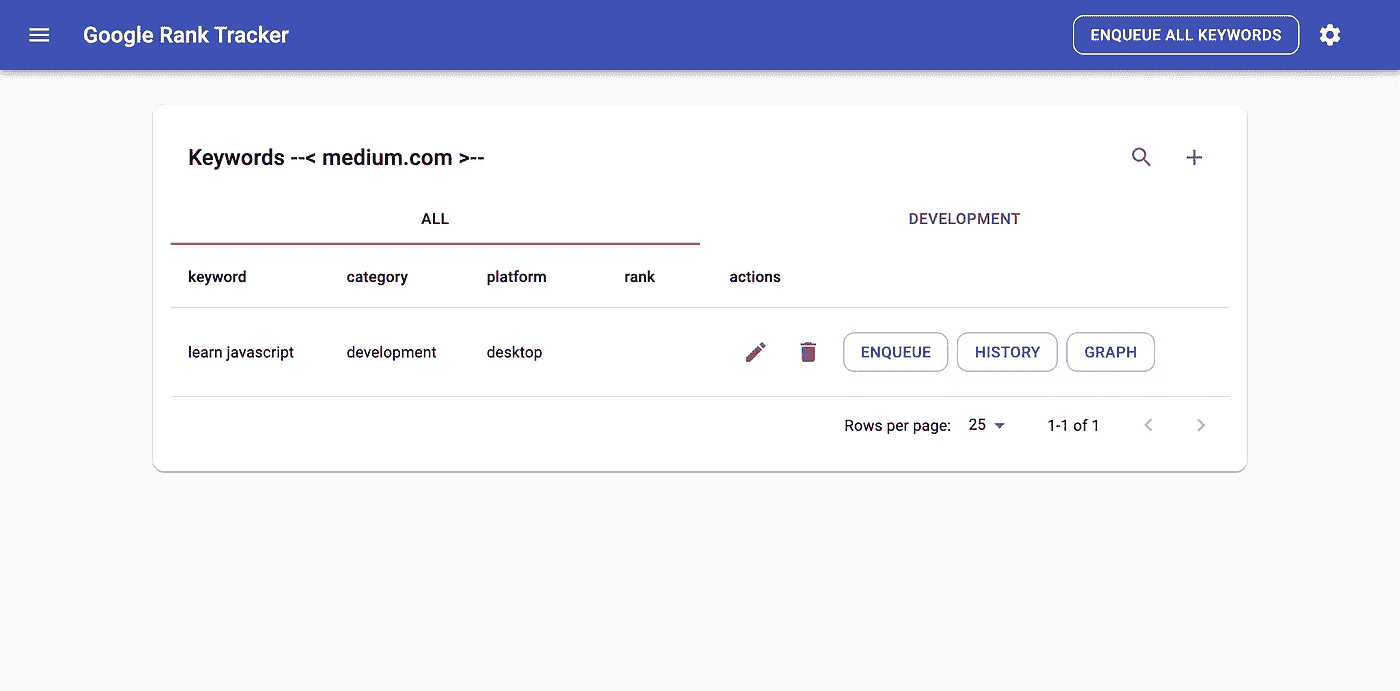 Google Rank Tracker ENQUEUE ALL KEYWORDS
Keywords --< medium.com >--
ALL DEVELOPMENT
keyword category platform rank actions
learn javascript development desktop ENQUEUE HISTORY GRAPH
Rows per page: 25 1-1 of 1